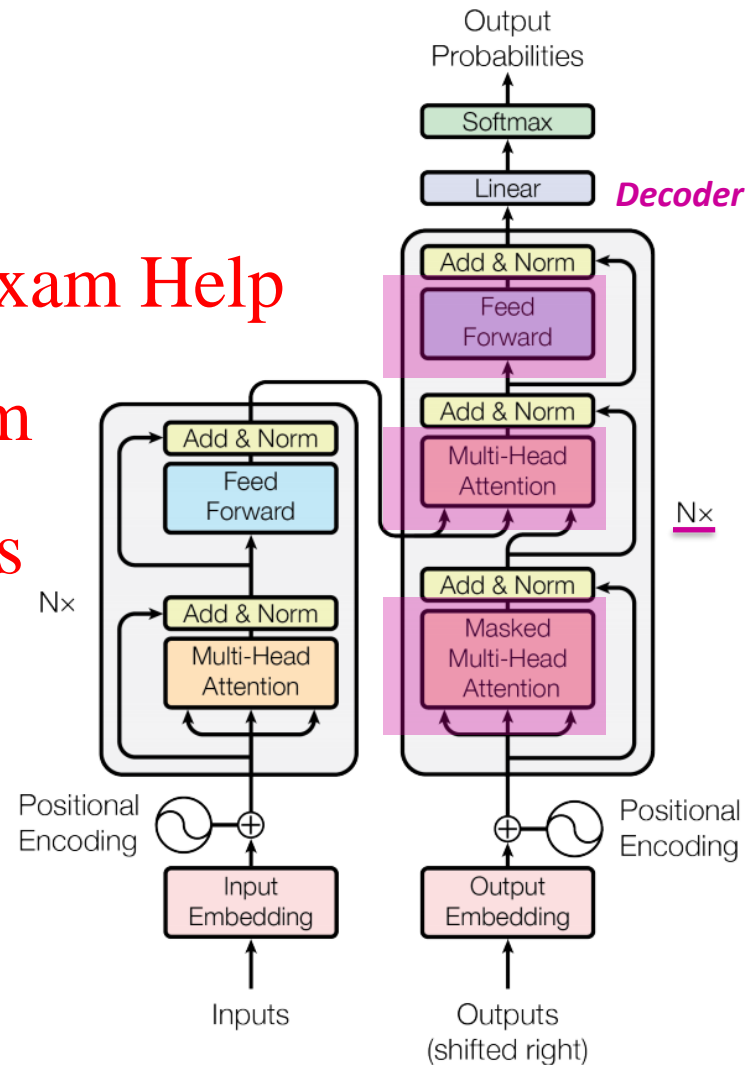 Output
Probabilities
Softmax
Linear
Decoder
Add & Norm
Feed
Forward
Add & Norm
Multi-Head
Attention
N×
Add & Norm
Masked
Multi-Head
Attention
Help
Add & Norm
Feed
Forward
N×
Add & Norm
Multi-Head
Attention
Positional
Encoding
Positional
Encoding
Input
Embedding
Output
Embedding
Inputs
Outputs
(shifted right)